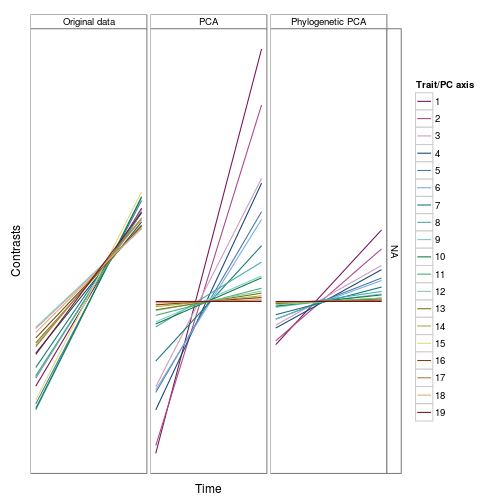 Original data
PCA
Phylogenetic PCA
Contrasts
NA
Time
Trait/PC axis
1
2
3
4
5
6
7
8
9
10
11
12
13
14
15
16
17
18
19